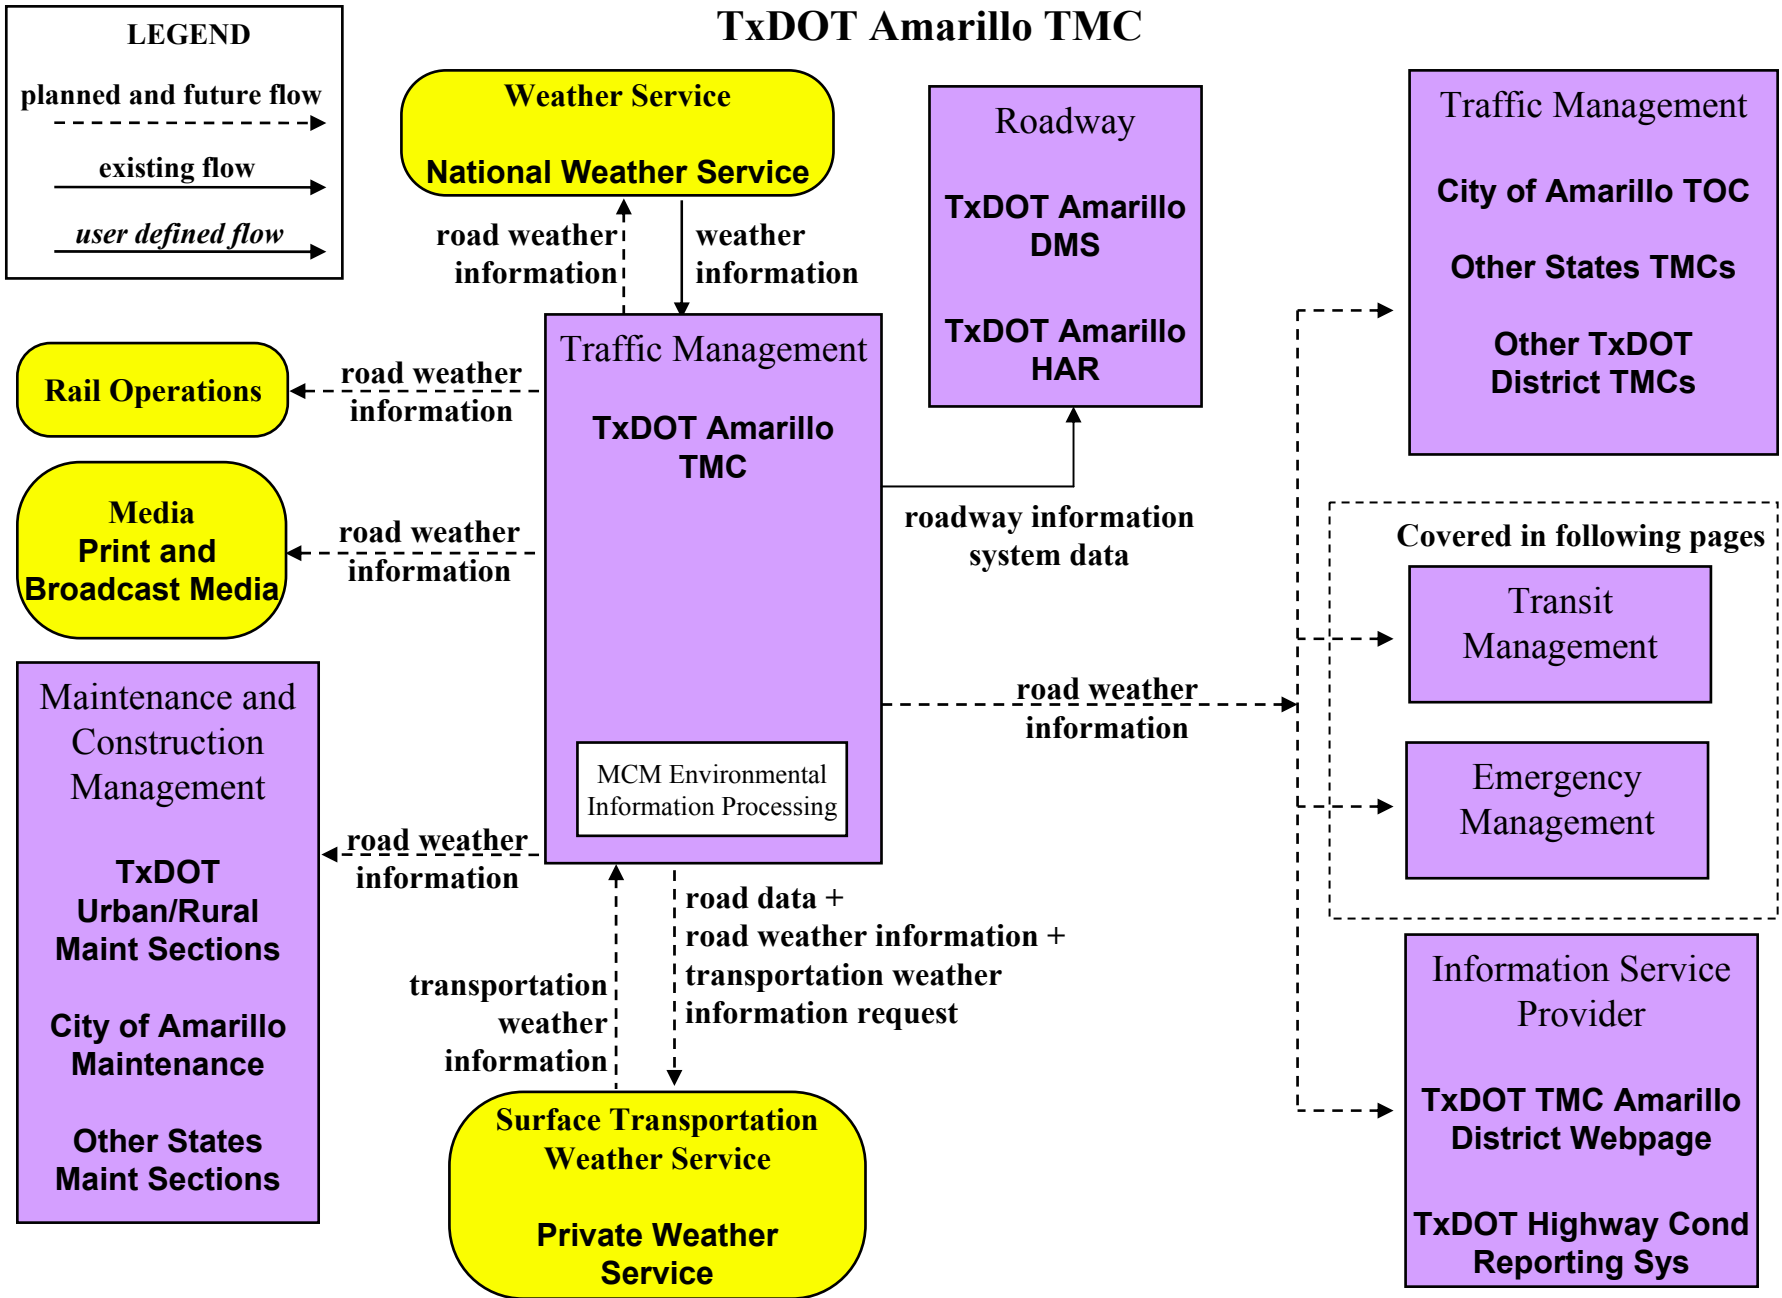 TxDOT Amarillo TMC
LEGEND
planned and future flow
existing flow
user defined flow
Weather Service
National Weather Service
road weather
information
weather
information
Roadway
TxDOT Amarillo
DMS
TxDOT Amarillo
HAR
Traffic Management
City of Amarillo TOC
Other States TMCs
Other TxDOT
District TMCs
Rail Operations
road weather
information
Traffic Management
TxDOT Amarillo
TMC
MCM Environmental
Information Processing
Media
Print and
Broadcast Media
road weather
information
roadway information
system data
Covered in following pages
Transit
Management
Emergency
Management
road weather
information
Maintenance and
Construction
Management
TxDOT
Urban/Rural
Maint Sections
City of Amarillo
Maintenance
Other States
Maint Sections
road weather
information
transportation
weather
information
road data +
road weather information +
transportation weather
information request
Surface Transportation
Weather Service
Private Weather
Service
Information Service
Provider
TxDOT TMC Amarillo
District Webpage
TxDOT Highway Cond
Reporting Sys